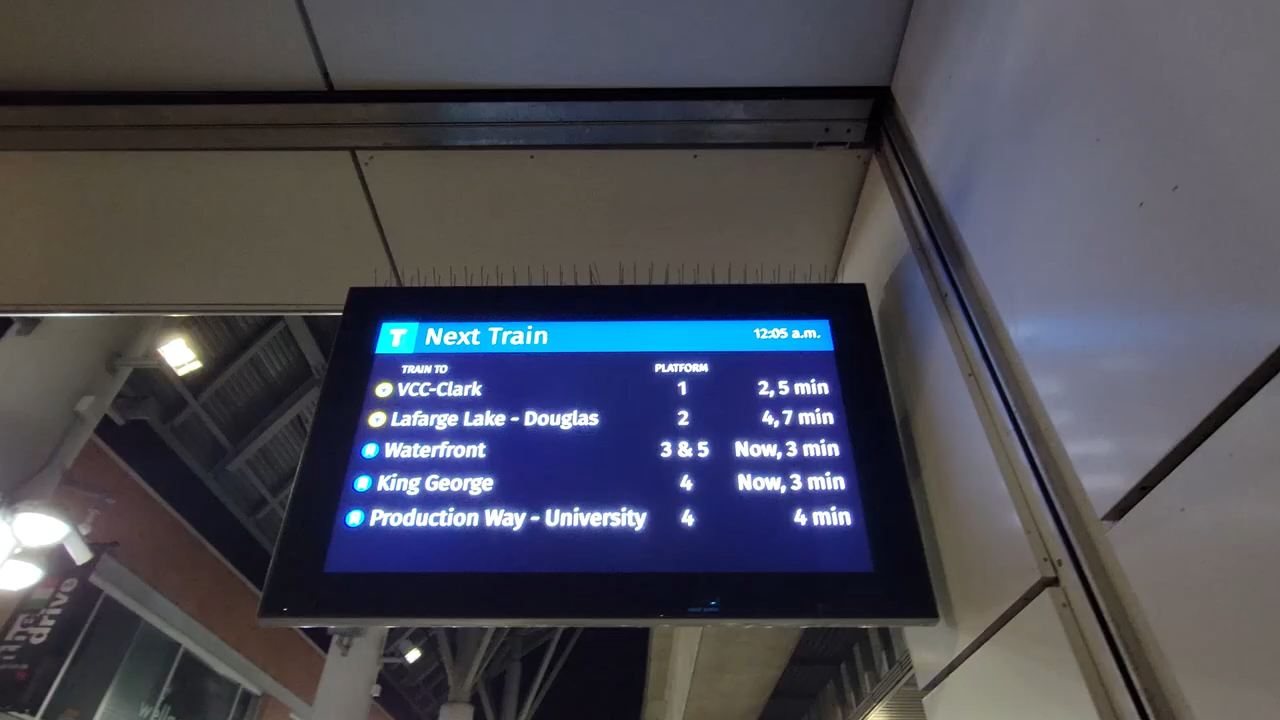 T Next Train 12:05 a.m.
TRAIN TO PLATFORM
VCC-Clark 1 2, 5 min
Lafarge Lake - Douglas 2 4, 7 min
R Waterfront 3 & 5 Now, 3 min
R King George 4 Now, 3 min
R Production Way - University 4 4 min
drive